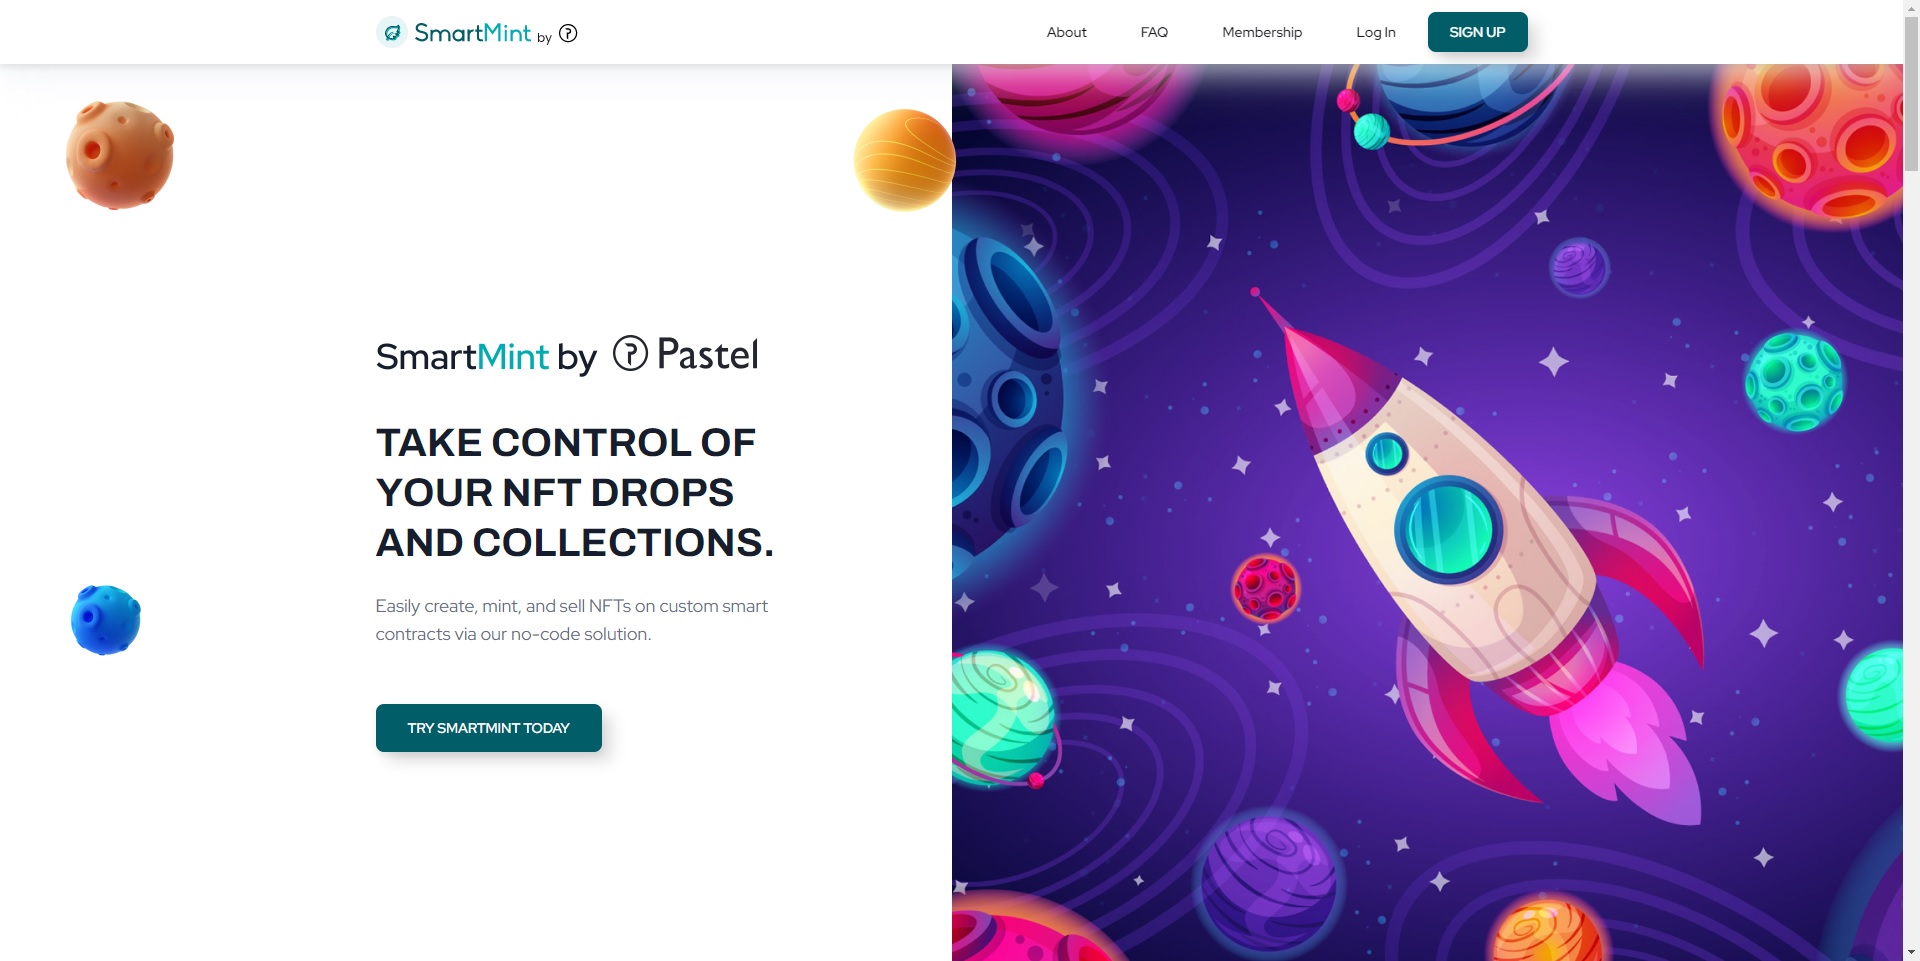 SmartMint by
About
FAQ
Membership
Log In
SIGN UP
SmartMint by Pastel
TAKE CONTROL OF
YOUR NFT DROPS
AND COLLECTIONS.
Easily create, mint, and sell NFTs on custom smart
contracts via our no-code solution.
TRY SMARTMINT TODAY